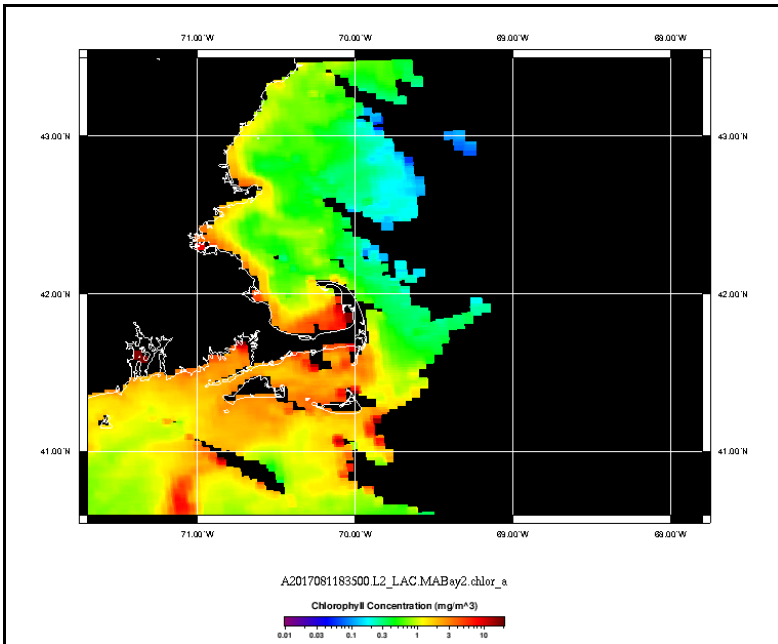 71.00˚W 70.00˚W 69.00˚W 69.00˚W
43.00˚N 43.00˚N
42.00˚N 42.00˚N
41.00˚N 41.00˚N
71.00˚W 70.00˚W 69.00˚W 69.00˚W
A2017081183500.L2_LAC.MABay2.chlor_a
Chlorophyll Concentration (mg/m^3)
0.01 0.03 0.1 0.3 1 3 10